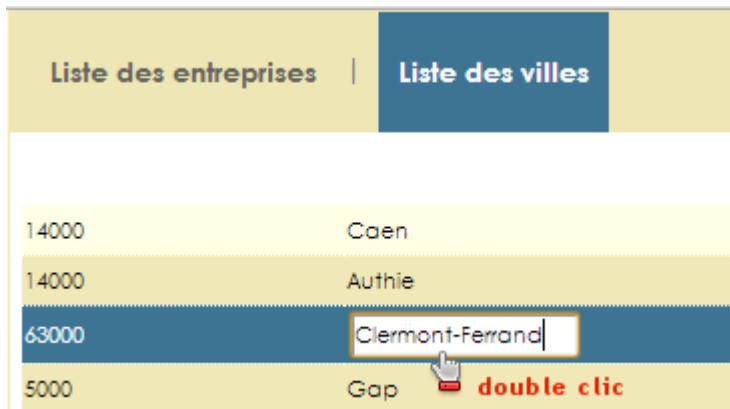 Liste des entreprises | Liste des villes
14000 Caen
14000 Authie
63000 Clermont-Ferrand
5000 Gap double clic